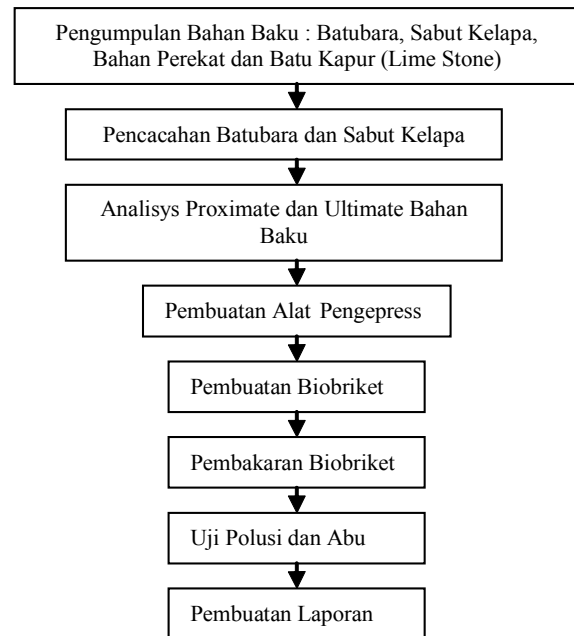 Pengumpulan Bahan Baku : Batubara, Sabut Kelapa,
Bahan Perekat dan Batu Kapur (Lime Stone)
Pencacahan Batubara dan Sabut Kelapa
Analisys Proximate dan Ultimate Bahan
Baku
Pembuatan Alat Pengepress
Pembuatan Biobriket
Pembakaran Biobriket
Uji Polusi dan Abu
Pembuatan Laporan